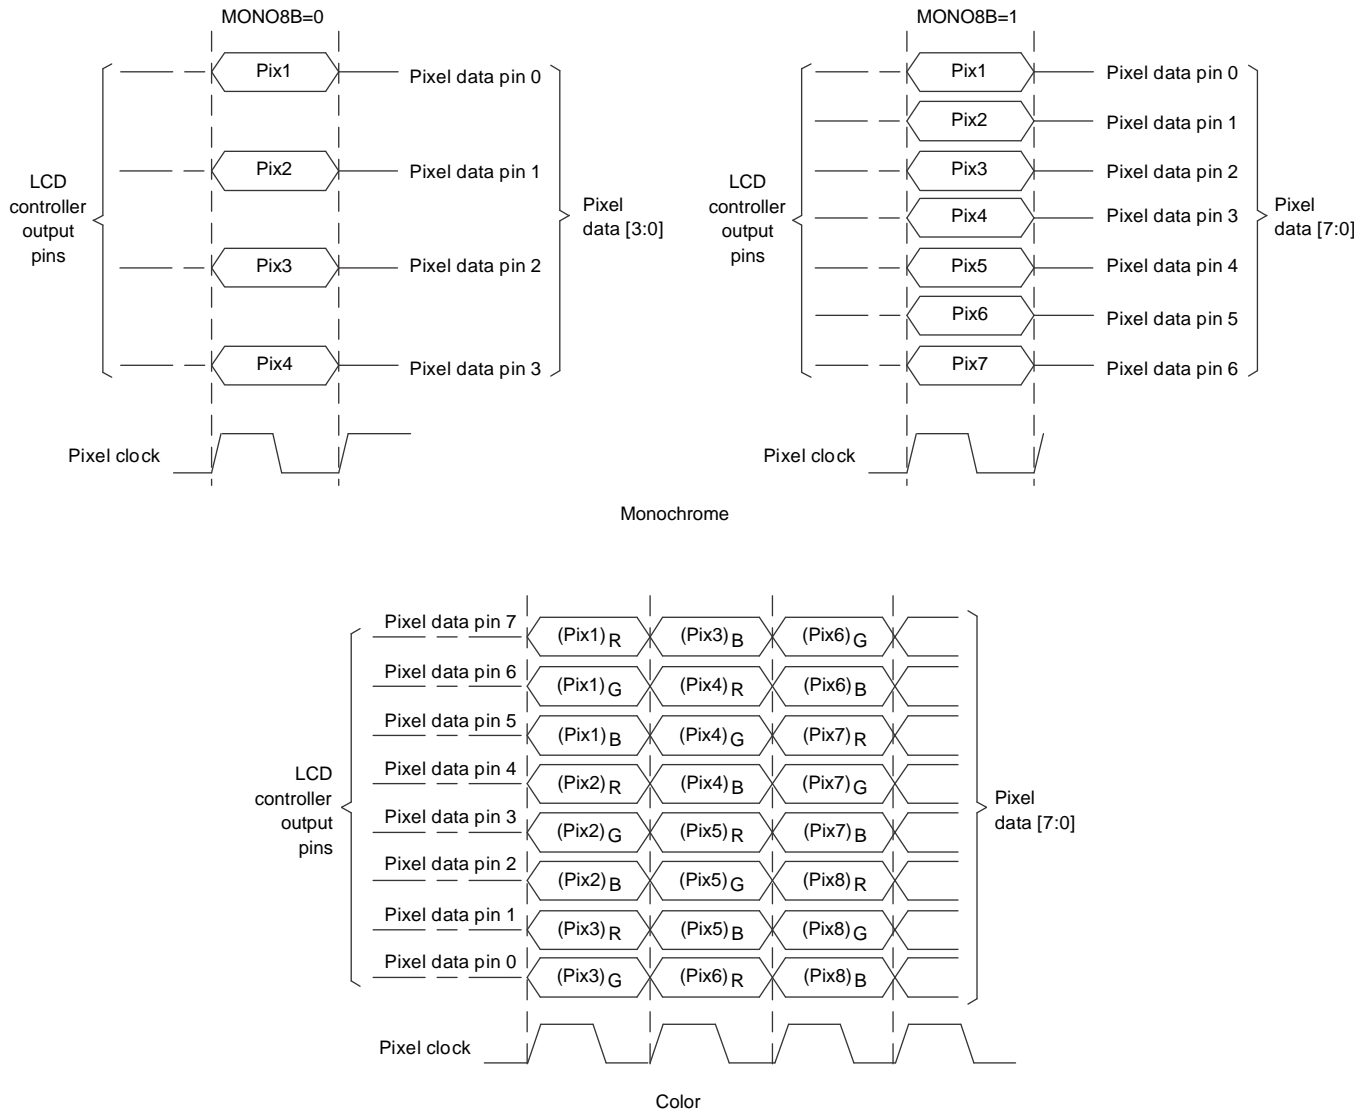 MONO8B=0
Pix1
Pixel data pin 0
Pix2
Pixel data pin 1
LCD
controller
output
pins
Pixel
data [3:0]
Pix3
Pixel data pin 2
Pix4
Pixel data pin 3
Pixel clock
MONO8B=1
Pix1
Pixel data pin 0
Pix2
Pixel data pin 1
Pix3
Pixel data pin 2
LCD
controller
output
pins
Pix4
Pixel data pin 3
Pixel
data [7:0]
Pix5
Pixel data pin 4
Pix6
Pixel data pin 5
Pix7
Pixel data pin 6
Pixel clock
Monochrome
Pixel data pin 7
(Pix1)R (Pix3)B (Pix6)G
Pixel data pin 6
(Pix1)G (Pix4)R (Pix6)B
Pixel data pin 5
(Pix1)B (Pix4)G (Pix7)R
Pixel data pin 4
(Pix2)R (Pix4)B (Pix7)G
LCD
controller
output
pins
Pixel
data [7:0]
Pixel data pin 3
(Pix2)G (Pix5)R (Pix7)B
Pixel data pin 2
(Pix2)B (Pix5)G (Pix8)R
Pixel data pin 1
(Pix3)R (Pix5)B (Pix8)G
Pixel data pin 0
(Pix3)G (Pix6)R (Pix8)B
Pixel clock
Color